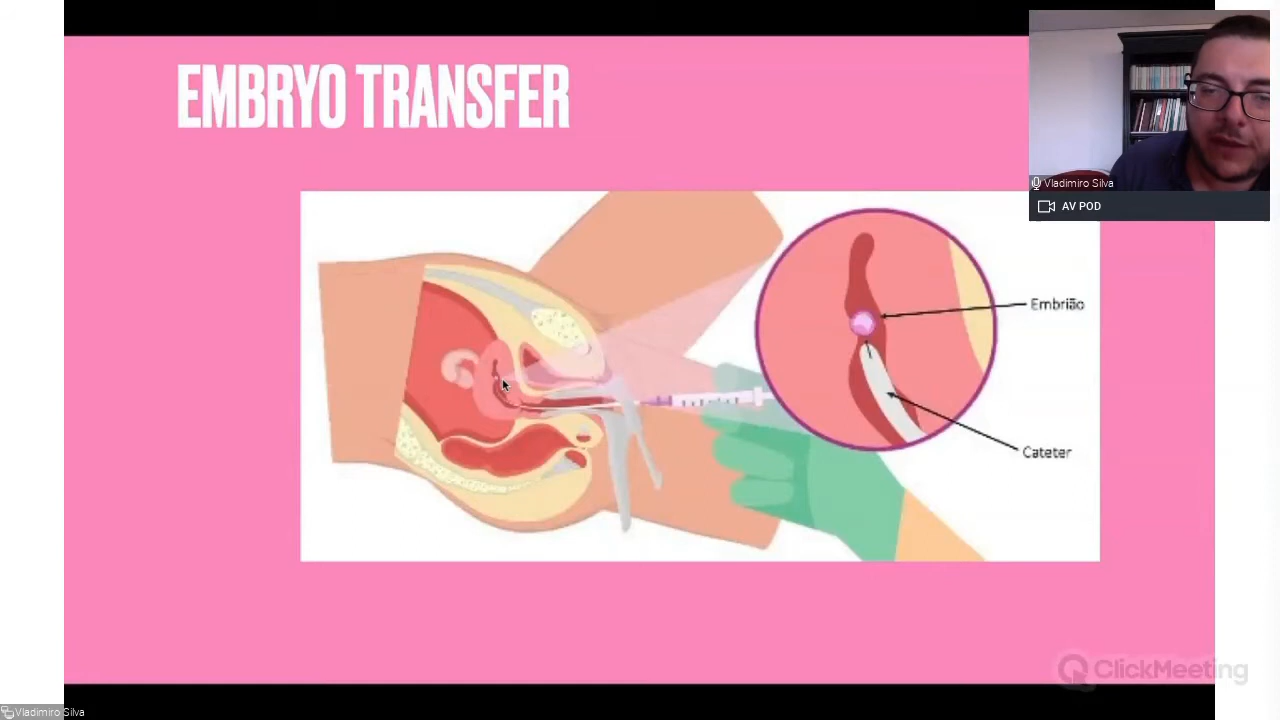 EMBRYO TRANSFER
Vladimiro Silva
AV POD
Embrião
Cateter
ClickMeeting
Vladimiro Silva